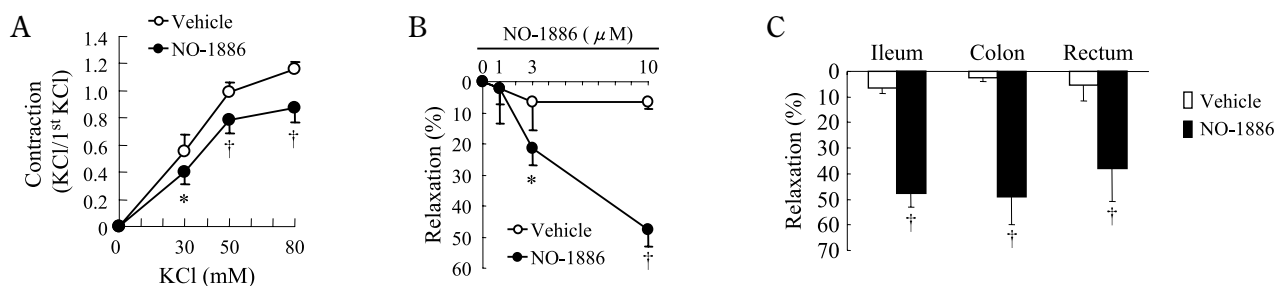 A
Vehicle
NO-1886
1.4
1.2
1.0
0.8
0.6
0.4
0.2
0
Contraction
(KCl/1st KCl)
*
†
†
0 30 50 80
KCl (mM)
B
NO-1886 ( μM)
0 1 3 10
0
10
20
30
40
50
60
Relaxation (%)
*
†
Vehicle
NO-1886
C
Ileum Colon Rectum
0
10
20
30
40
50
60
70
Relaxation (%)
†
†
†
Vehicle
NO-1886